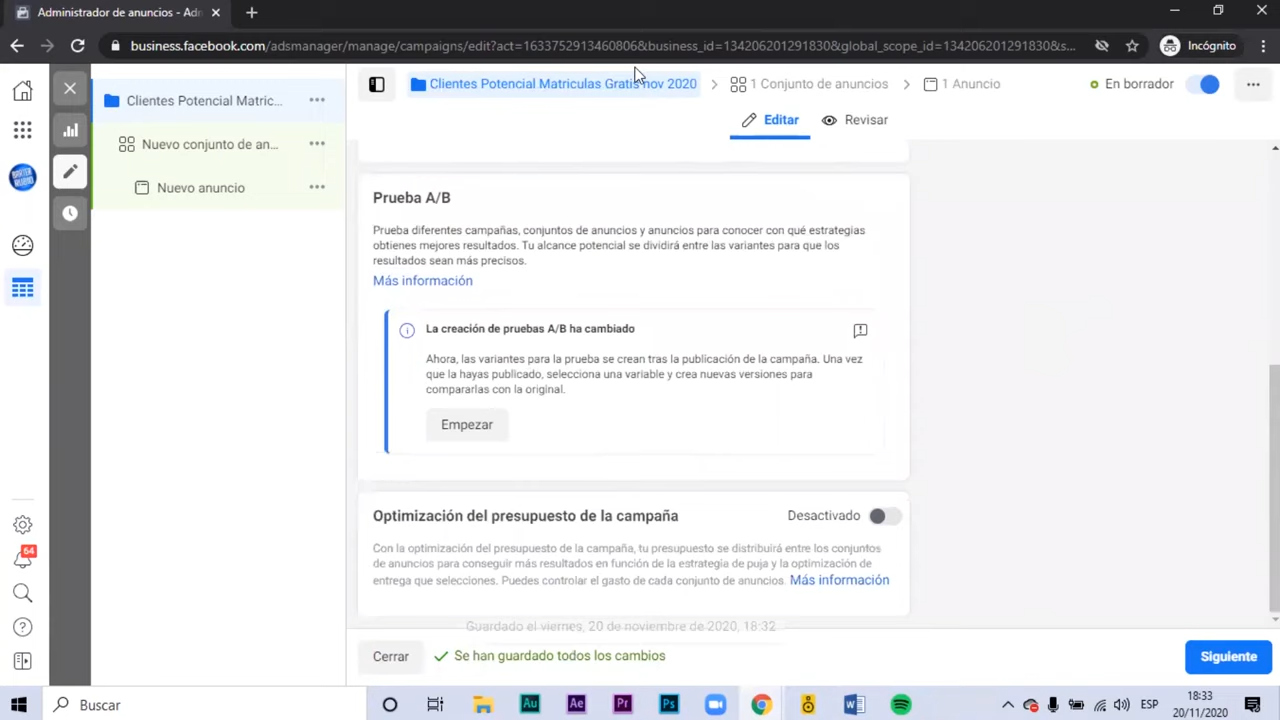 Administrador de anuncios - Adm
business.facebook.com/adsmanager/manage/campaigns/edit?act=1633752913460806&business_id=134206201291830&global_scope_id=134206201291830&s...
Incógnito
Clientes Potencial Matric...
Nuevo conjunto de an...
Nuevo anuncio
Clientes Potencial Matriculas Gratis nov 2020
1 Conjunto de anuncios
1 Anuncio
En borrador
Editar
Revisar
Prueba A/B
Prueba diferentes campañas, conjuntos de anuncios y anuncios para conocer con qué estrategias
obtienes mejores resultados. Tu alcance potencial se dividirá entre las variantes para que los
resultados sean más precisos.
Más información
La creación de pruebas A/B ha cambiado
Ahora, las variantes para la prueba se crean tras la publicación de la campaña. Una vez
que la hayas publicado, selecciona una variable y crea nuevas versiones para
compararlas con la original.
Empezar
Optimización del presupuesto de la campaña
Desactivado
Con la optimización del presupuesto de la campaña, tu presupuesto se distribuirá entre los conjuntos
de anuncios para conseguir más resultados en función de la estrategia de puja y la optimización de
entrega que selecciones. Puedes controlar el gasto de cada conjunto de anuncios. Más información
Guardado el viernes, 20 de noviembre de 2020, 18:32
Cerrar
Se han guardado todos los cambios
Siguiente
64
Buscar
Au
Ae
Pr
Ps
ESP
18:33
20/11/2020